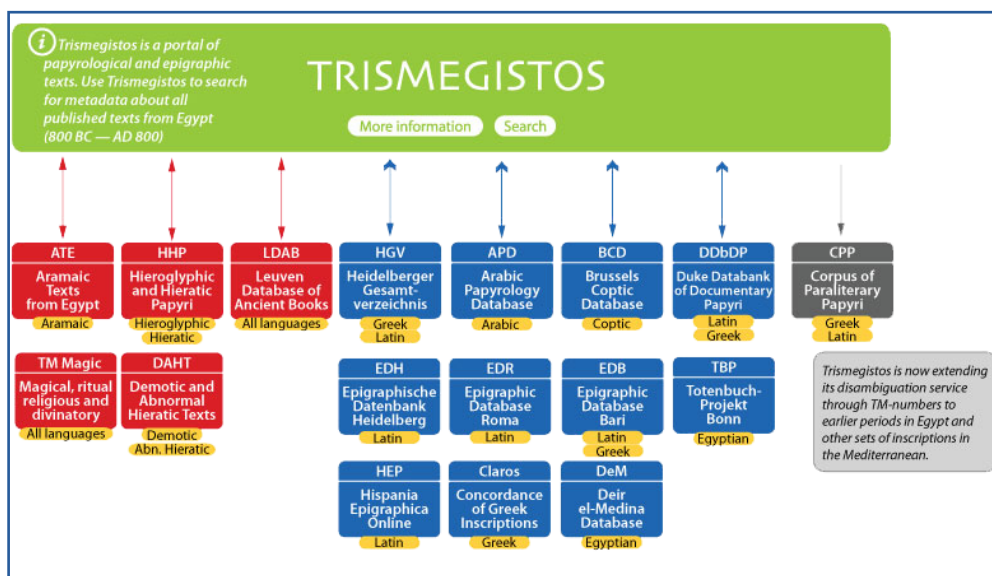 i
Trismegistos is a portal of
papyrological and epigraphic
texts. Use Trismegistos to search
for metadata about all
published texts from Egypt
(800 BC — AD 800)
TRISMEGISTOS
More information
Search
ATE
Aramaic
Texts
from Egypt
Aramaic
HHP
Hieroglyphic
and Hieratic
Papyri
Hieroglyphic
Hieratic
LDAB
Leuven
Database of
Ancient Books
All languages
HGV
Heidelberger
Gesamt-
verzeichnis
Greek
Latin
APD
Arabic
Papyrology
Database
Arabic
BCD
Brussels
Coptic
Database
Coptic
DDbDP
Duke Databank
of Documentary
Papyri
Latin
Greek
CPP
Corpus of
Paraliterary
Papyri
Greek
Latin
TM Magic
Magical, ritual
religious and
divinatory
All languages
DAHT
Demotic and
Abnormal
Hieratic Texts
Demotic
Abn. Hieratic
EDH
Epigraphische
Datenbank
Heidelberg
Latin
EDR
Epigraphic
Database
Roma
Latin
EDB
Epigraphic
Database
Bari
Latin
Greek
TBP
Totenbuch-
Projekt
Bonn
Egyptian
Trismegistos is now extending
its disambiguation service
through TM-numbers to
earlier periods in Egypt and
other sets of inscriptions in
the Mediterranean.
HEP
Hispania
Epigraphica
Online
Latin
Claros
Concordance
of Greek
Inscriptions
Greek
DeM
Deir
el-Medina
Database
Egyptian